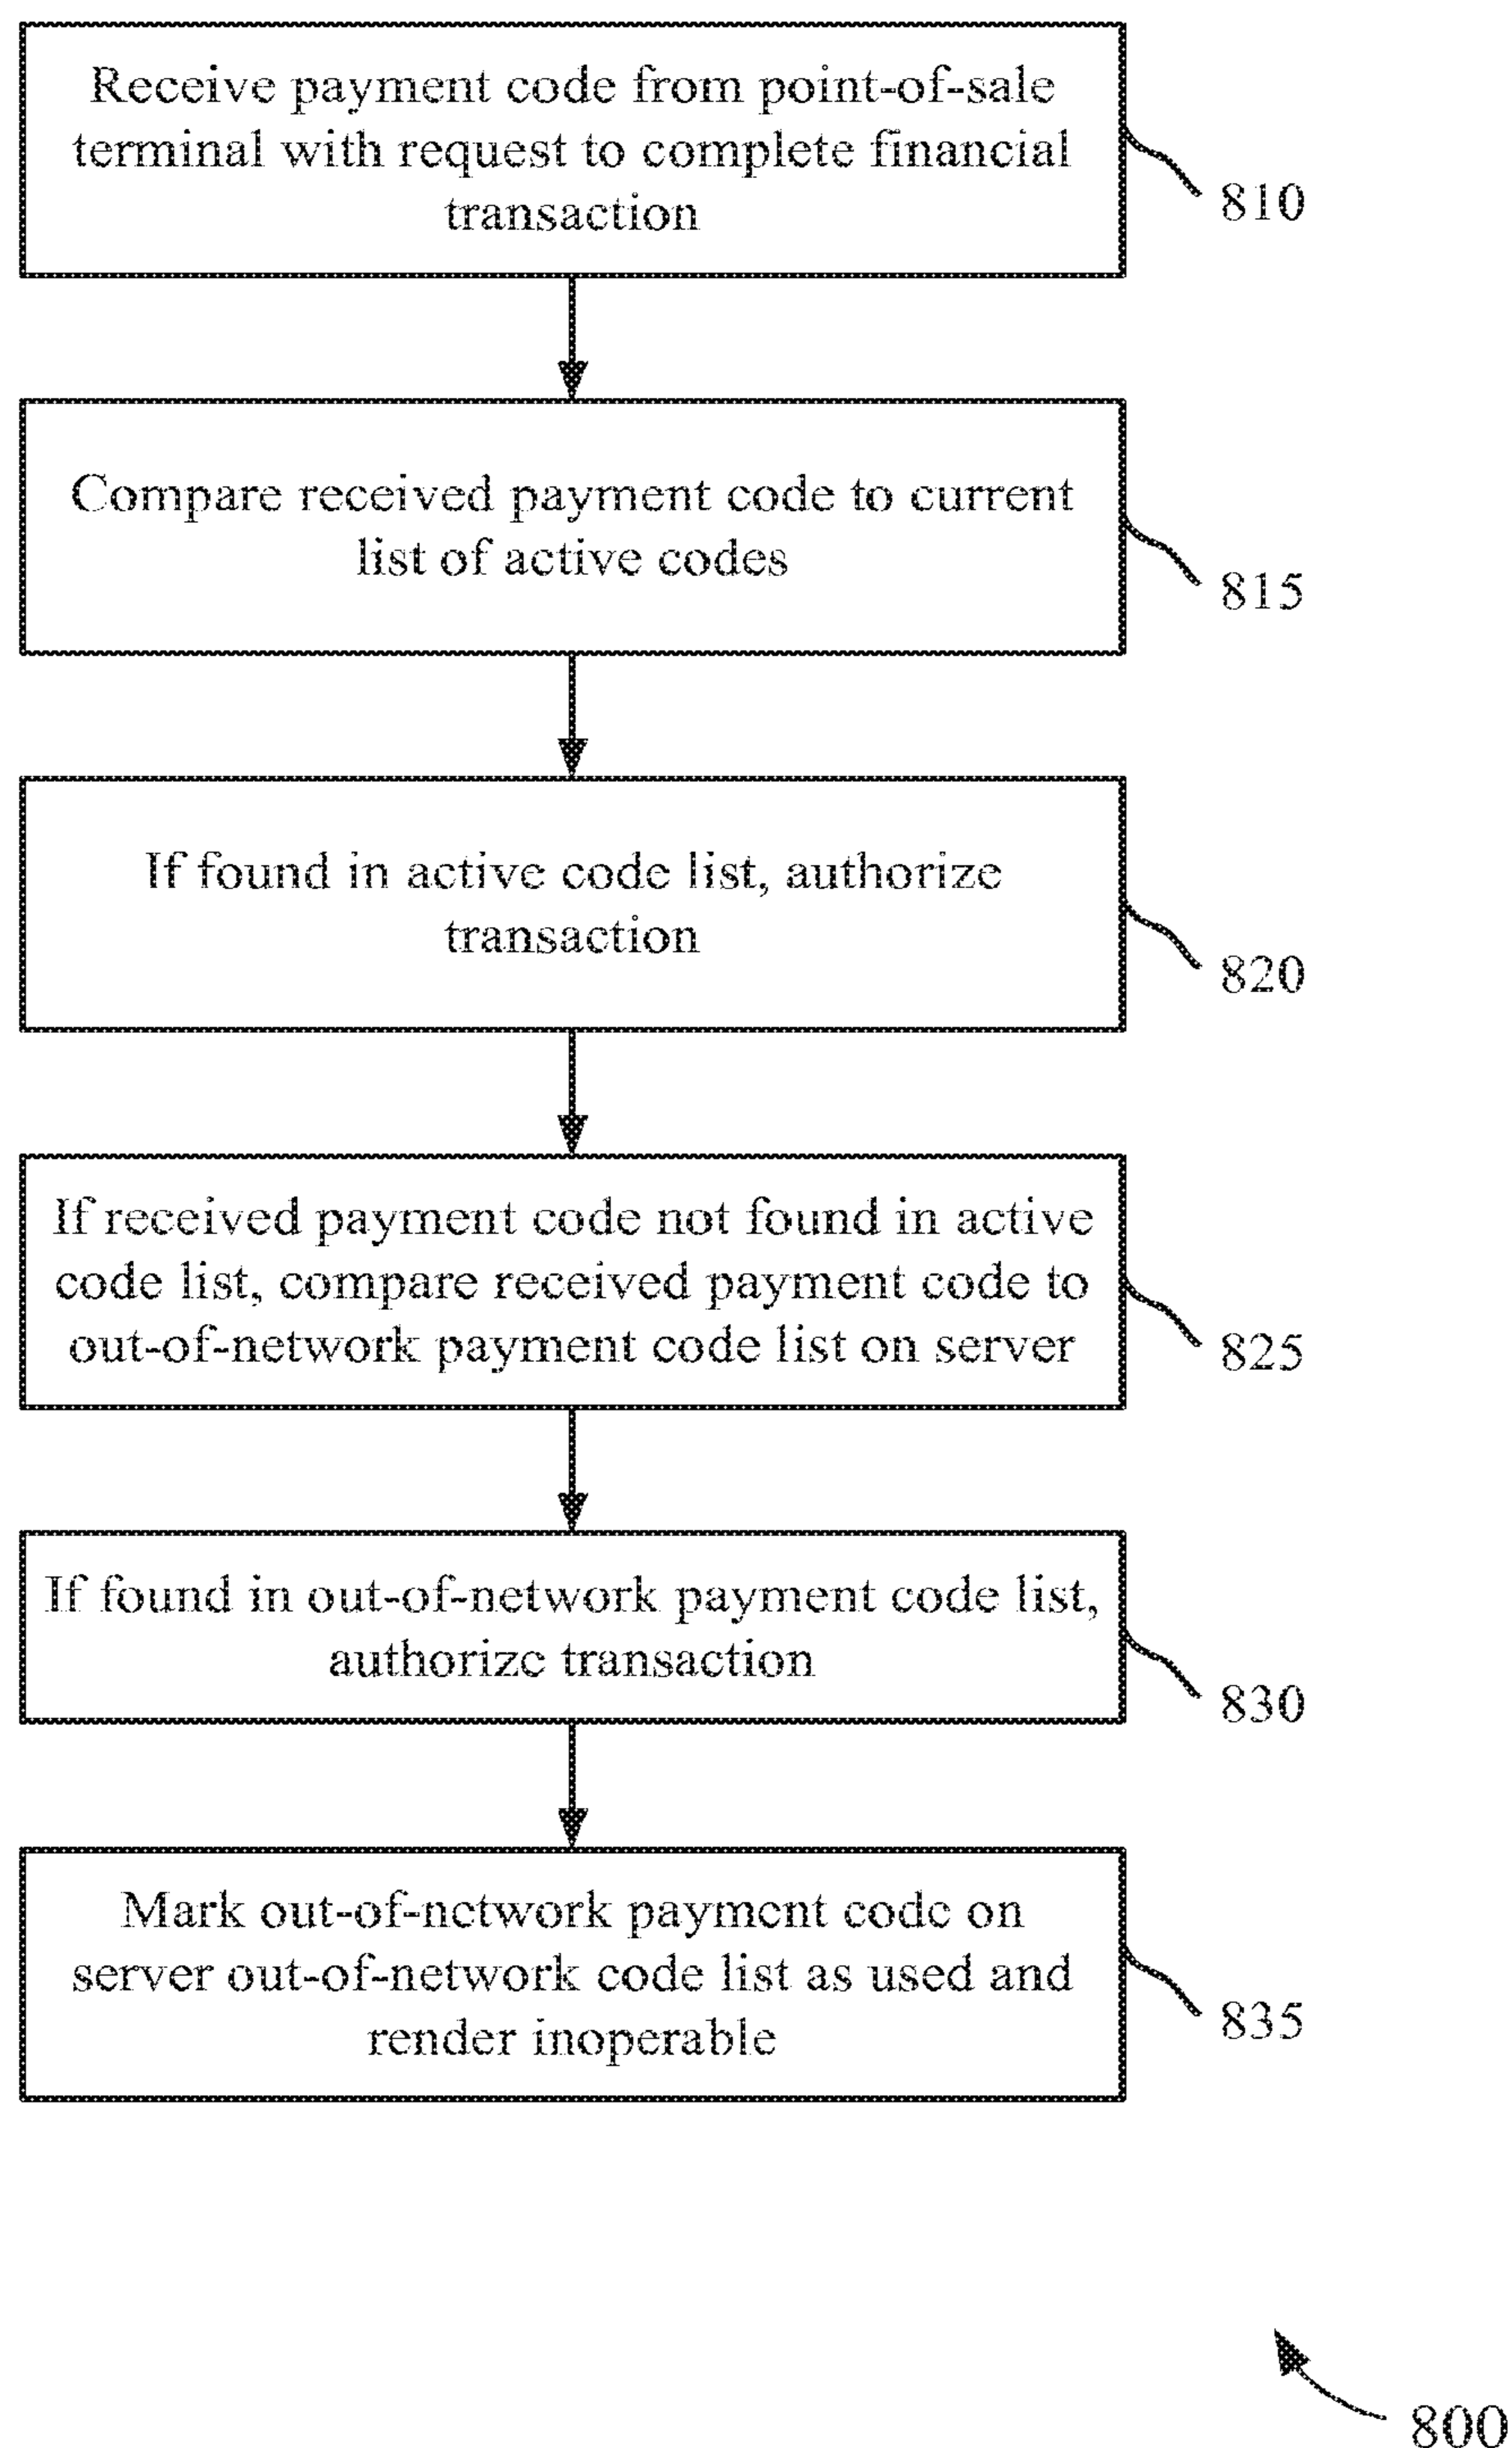 Receive payment code from point-of-sale
terminal with request to complete financial
transaction
810
Compare received payment code to current
list of active codes
815
If found in active code list, authorize
transaction
820
If received payment code not found in active
code list, compare received payment code to
out-of-network payment code list on server
825
If found in out-of-network payment code list,
authorize transaction
830
Mark out-of-network payment code on
server out-of-network code list as used and
render inoperable
835
800